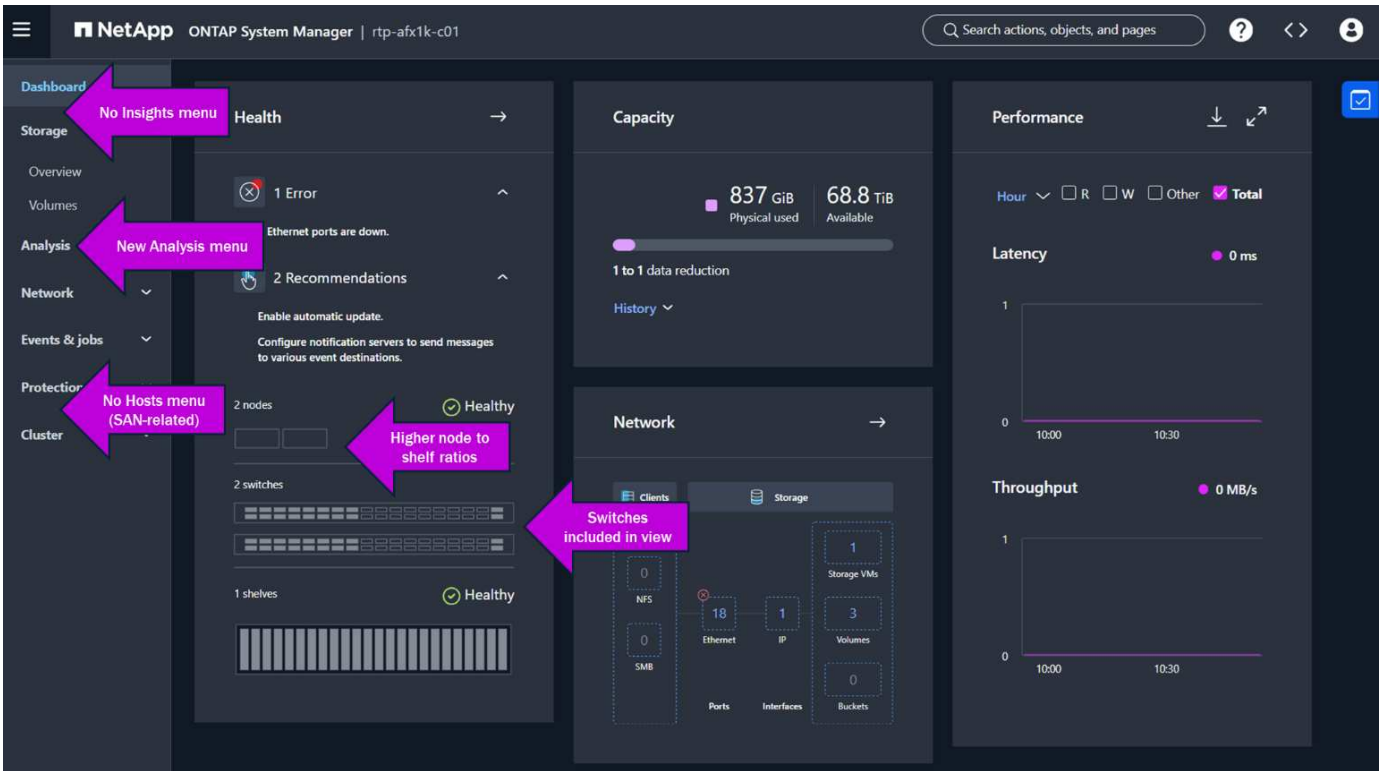 NetApp ONTAP System Manager | rtp-afx1k-c01
Search actions, objects, and pages
Dashboard
No Insights menu
Storage
Overview
Volumes
Analysis
New Analysis menu
Network
Events & jobs
Protection
No Hosts menu
(SAN-related)
Cluster
Health
1 Error
Ethernet ports are down.
2 Recommendations
Enable automatic update.
Configure notification servers to send messages
to various event destinations.
2 nodes
Healthy
Higher node to
shelf ratios
2 switches
Switches
included in view
1 shelves
Healthy
Capacity
837 GiB
Physical used
68.8 TiB
Available
1 to 1 data reduction
History
Network
Clients
Storage
0
NFS
0
SMB
18
Ethernet
1
IP
1
Storage VMs
3
Volumes
0
Buckets
Ports
Interfaces
Performance
Hour
R
W
Other
Total
Latency
0 ms
1
0
10:00
10:30
Throughput
0 MB/s
1
0
10:00
10:30